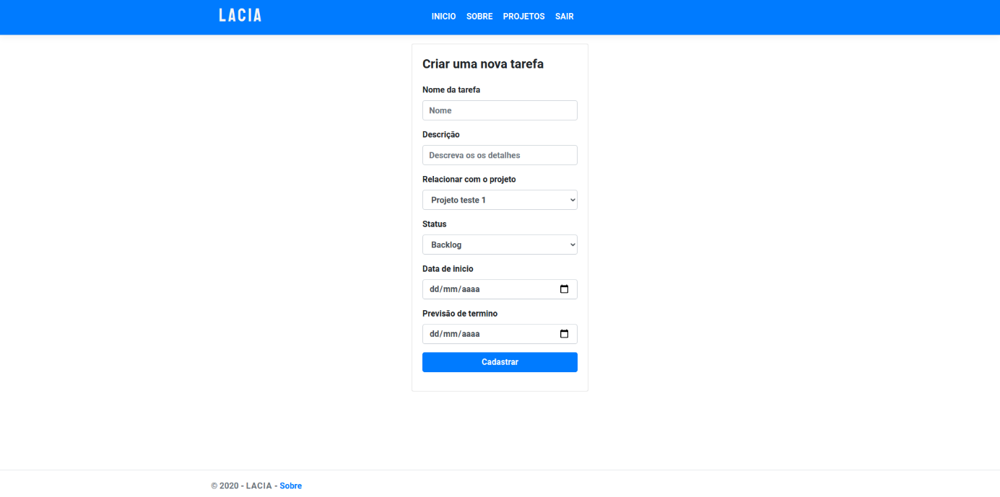 LACIA
INICIO SOBRE PROJETOS SAIR
Criar uma nova tarefa
Nome da tarefa
Nome
Descrição
Descreva os os detalhes
Relacionar com o projeto
Projeto teste 1
Status
Backlog
Data de inicio
dd/mm/aaaa
Previsão de termino
dd/mm/aaaa
Cadastrar
© 2020 - LACIA - Sobre